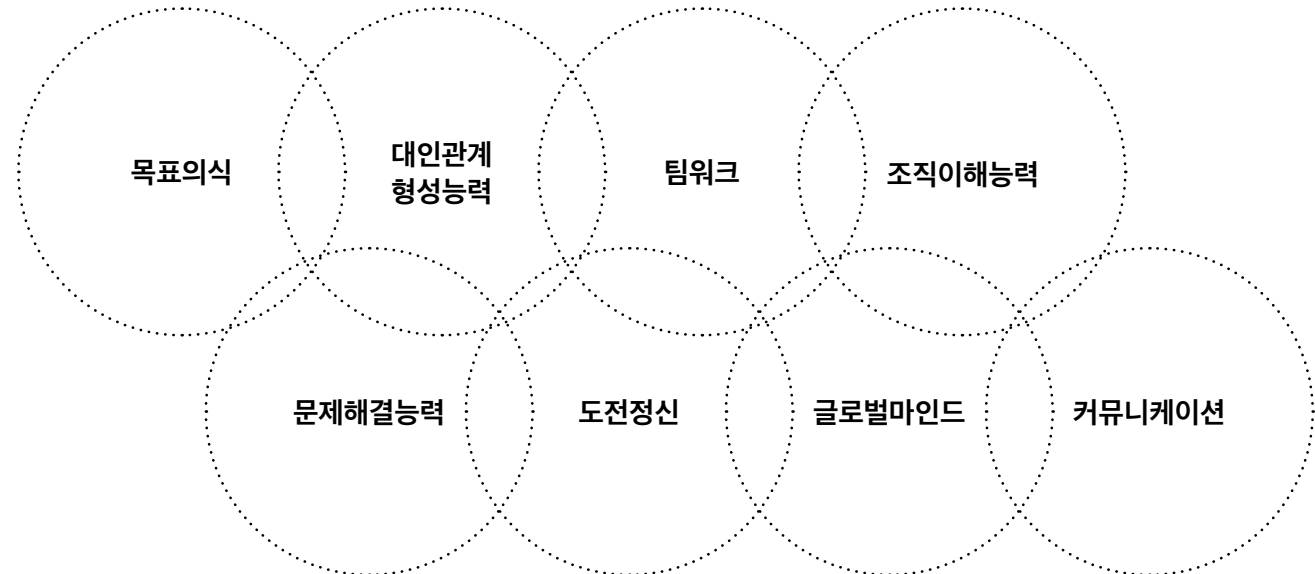 목표의식
대인관계
형성능력
팀워크
조직이해능력
문제해결능력
도전정신
글로벌마인드
커뮤니케이션